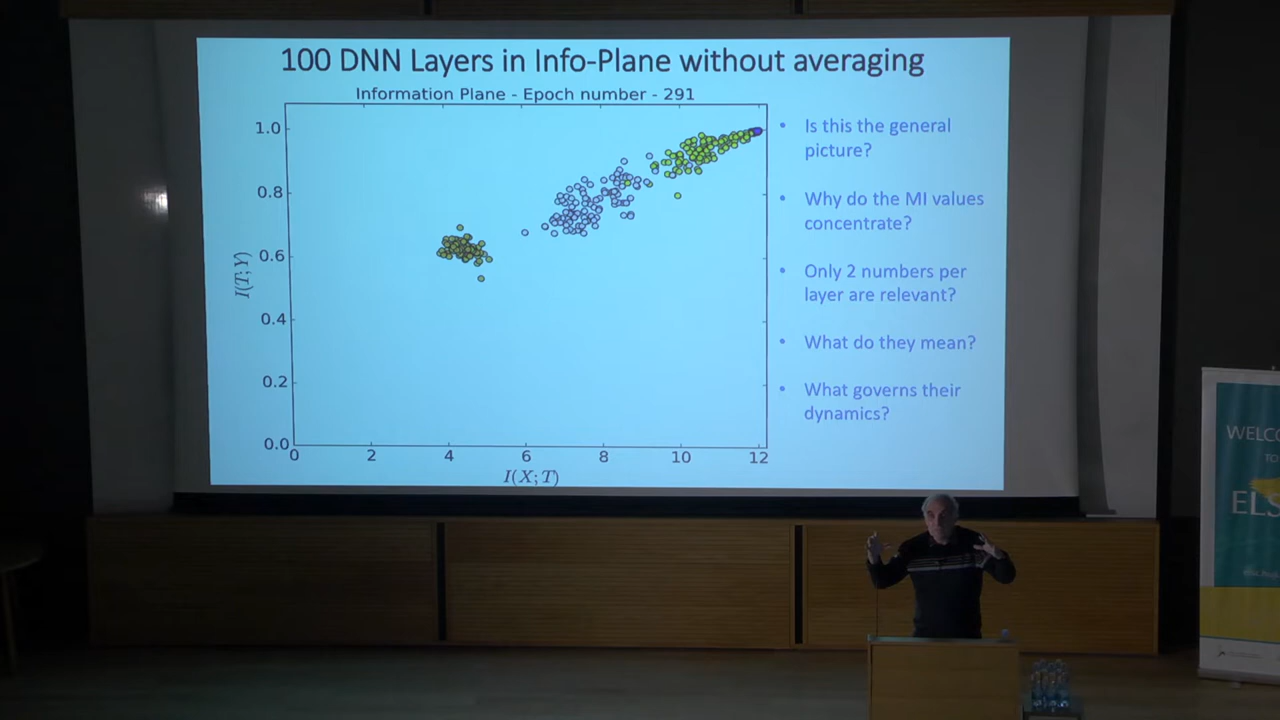 100 DNN Layers in Info-Plane without averaging
Information Plane - Epoch number - 291
1.0
0.8
0.6
0.4
0.2
0.0
I(T;Y)
0 2 4 6 8 10 12
I(X;T)
• Is this the general
picture?
• Why do the MI values
concentrate?
• Only 2 numbers per
layer are relevant?
• What do they mean?
• What governs their
dynamics?
WELCO
TO
ELS